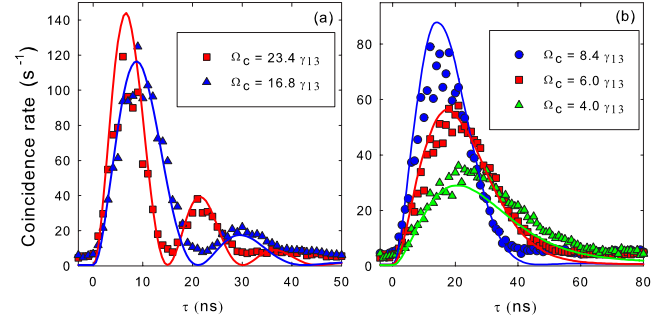 (a)
Ω_c = 23.4 γ13
Ω_c = 16.8 γ13
Coincidence rate (s⁻¹)
140
120
100
80
60
40
20
0
0 10 20 30 40 50
τ (ns)
(b)
Ω_c = 8.4 γ13
Ω_c = 6.0 γ13
Ω_c = 4.0 γ13
80
60
40
20
0
0 20 40 60 80
τ (ns)